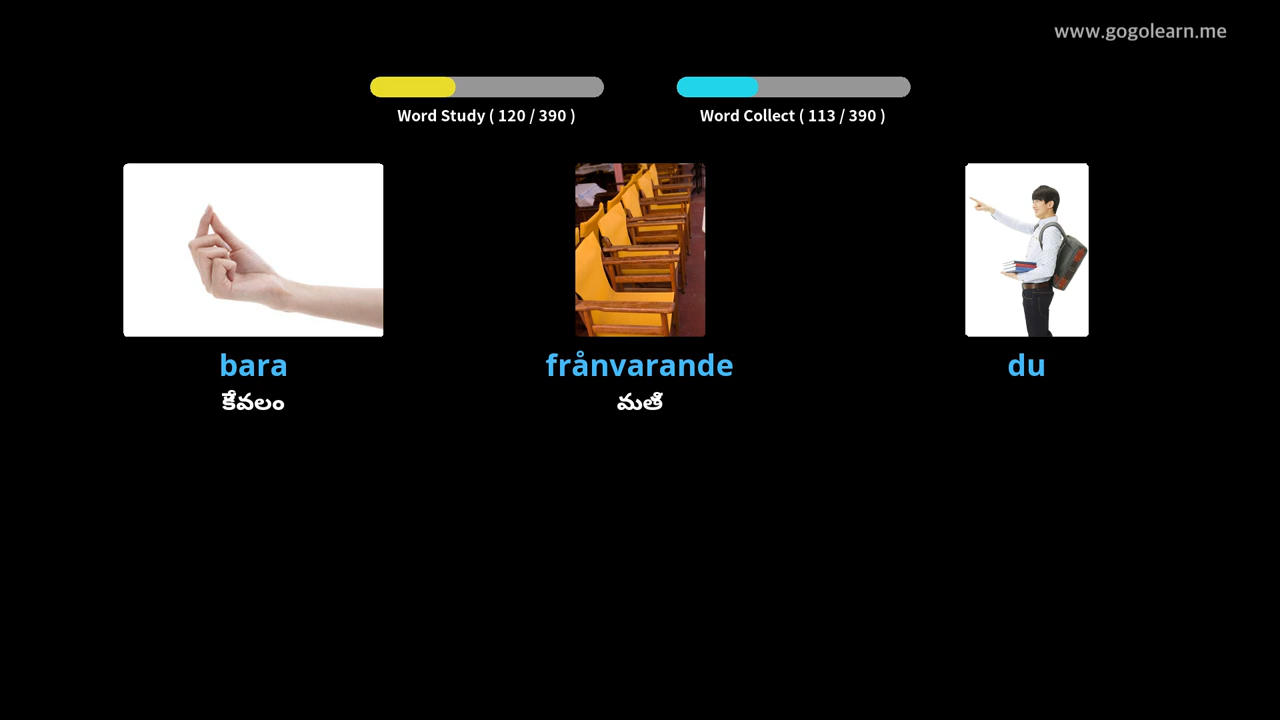 www.gogolearn.me
Word Study ( 120 / 390 )
Word Collect ( 113 / 390 )
bara
frånvarande
du
కేవలం
మతి